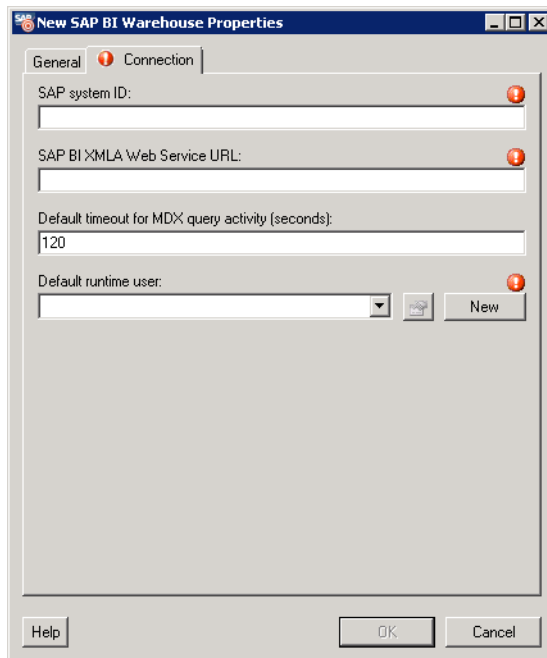 New SAP BI Warehouse Properties
General
Connection
SAP system ID:
SAP BI XMLA Web Service URL:
Default timeout for MDX query activity (seconds):
120
Default runtime user:
New
Help
OK
Cancel